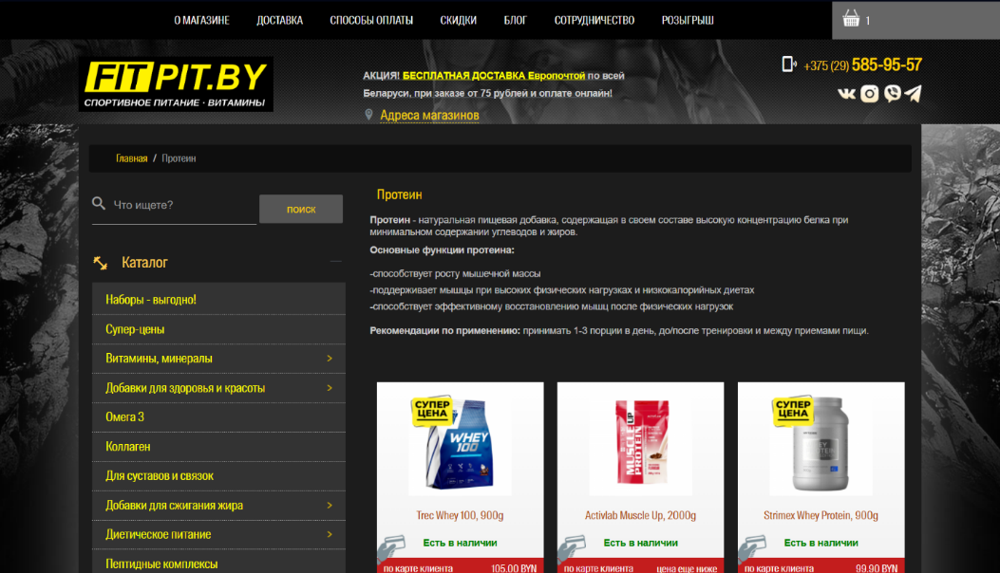 О МАГАЗИНЕ ДОСТАВКА СПОСОБЫ ОПЛАТЫ СКИДКИ БЛОГ СОТРУДНИЧЕСТВО РОЗЫГРЫШ 1
FITPIT.BY
СПОРТИВНОЕ ПИТАНИЕ · ВИТАМИНЫ
АКЦИЯ! БЕСПЛАТНАЯ ДОСТАВКА Европочтой по всей
Беларуси, при заказе от 75 рублей и оплате онлайн!
Адреса магазинов
+375 (29) 585-95-57
Главная / Протеин
Что ищете? ПОИСК
Каталог
Наборы - выгодно!
Супер-цены
Витамины, минералы
Добавки для здоровья и красоты
Омега 3
Коллаген
Для суставов и связок
Добавки для сжигания жира
Диетическое питание
Пептидные комплексы
Протеин
Протеин - натуральная пищевая добавка, содержащая в своем составе высокую концентрацию белка при
минимальном содержании углеводов и жиров.
Основные функции протеина:
-способствует росту мышечной массы
-поддерживает мышцы при высоких физических нагрузках и низкокалорийных диетах
-способствует эффективному восстановлению мышц после физических нагрузок
Рекомендации по применению: принимать 1-3 порции в день, до/после тренировки и между приемами пищи.
СУПЕР
ЦЕНА
WHEY
100
Trec Whey 100, 900g
Есть в наличии
по карте клиента 105.00 BYN
MUSCLE UP
PROTEIN
Activlab Muscle Up, 2000g
Есть в наличии
по карте клиента цена еще ниже
СУПЕР
ЦЕНА
Strimex Whey Protein, 900g
Есть в наличии
по карте клиента 99.90 BYN